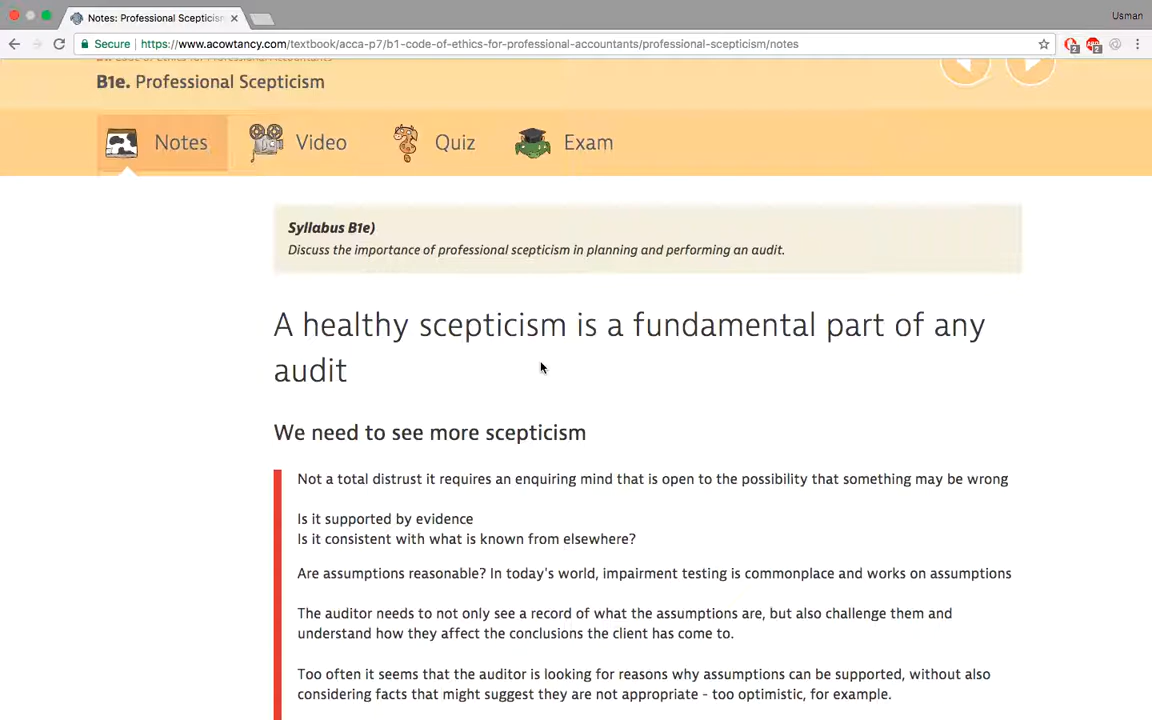 Notes: Professional Scepticism
Usman
Secure
https://www.acowtancy.com/textbook/acca-p7/b1-code-of-ethics-for-professional-accountants/professional-scepticism/notes
2
2
B1e. Professional Scepticism
Notes
Video
Quiz
Exam
Syllabus B1e)
Discuss the importance of professional scepticism in planning and performing an audit.
A healthy scepticism is a fundamental part of any
audit
We need to see more scepticism
Not a total distrust it requires an enquiring mind that is open to the possibility that something may be wrong
Is it supported by evidence
Is it consistent with what is known from elsewhere?
Are assumptions reasonable? In today's world, impairment testing is commonplace and works on assumptions
The auditor needs to not only see a record of what the assumptions are, but also challenge them and
understand how they affect the conclusions the client has come to.
Too often it seems that the auditor is looking for reasons why assumptions can be supported, without also
considering facts that might suggest they are not appropriate - too optimistic, for example.